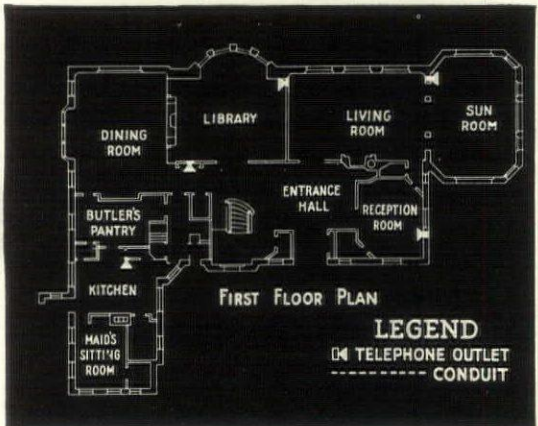 DINING
ROOM
LIBRARY
LIVING
ROOM
SUN
ROOM
ENTRANCE
HALL
RECEPTION
ROOM
BUTLER'S
PANTRY
KITCHEN
MAID'S
SITTING
ROOM
FIRST FLOOR PLAN
LEGEND
TELEPHONE OUTLET
CONDUIT